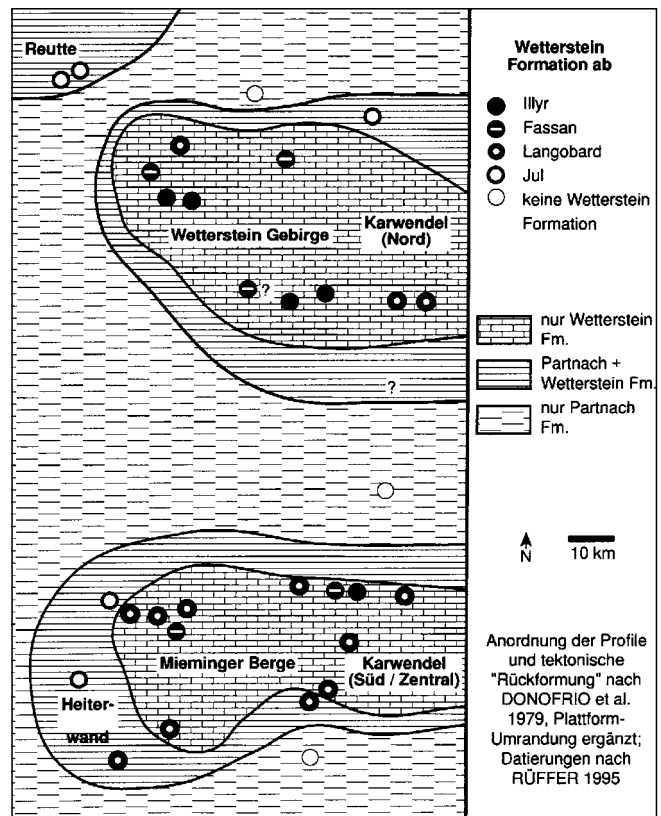 Reutte
Wetterstein Gebirge
Karwendel
(Nord)
?
?
Mieminger Berge
Karwendel
(Süd / Zentral)
Heiter-
wand
Wetterstein
Formation ab
Illyr
Fassan
Langobard
Jul
keine Wetterstein
Formation
nur Wetterstein
Fm.
Partnach +
Wetterstein Fm.
nur Partnach
Fm.
N
10 km
Anordnung der Profile
und tektonische
"Rückformung" nach
DONOFRIO et al.
1979, Plattform-
Umrandung ergänzt;
Datierungen nach
RÜFFER 1995